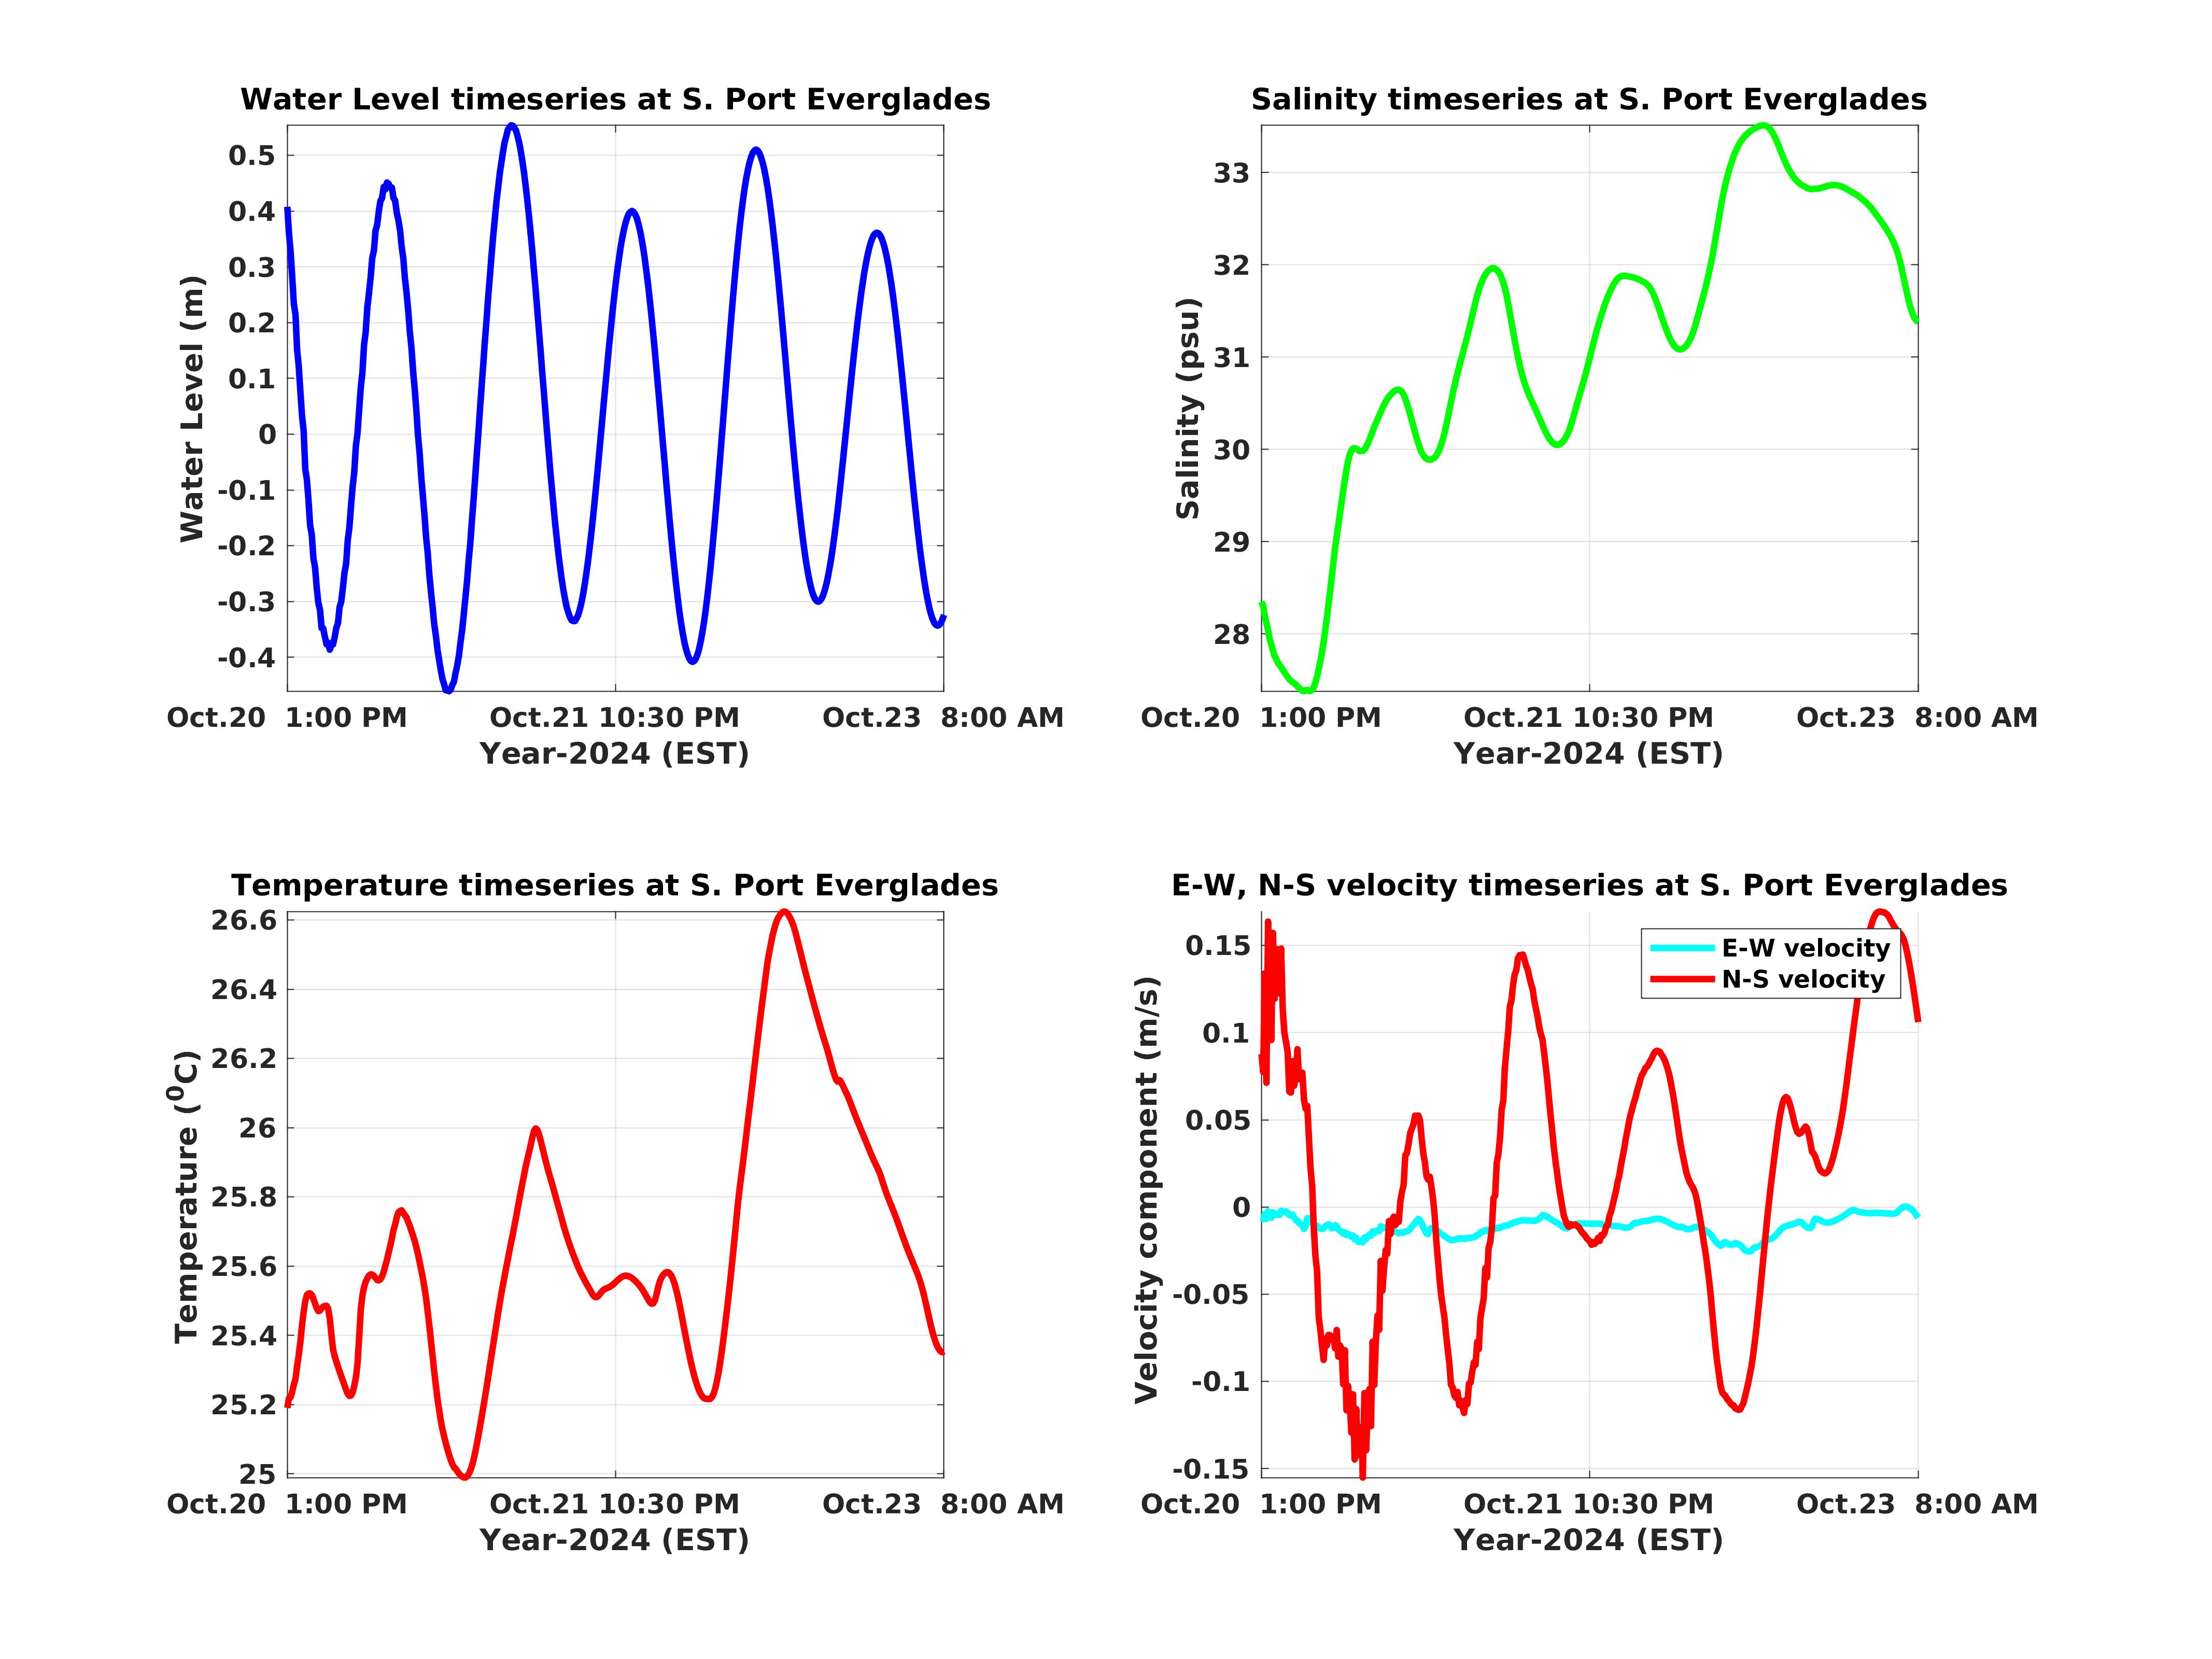 Water Level timeseries at S. Port Everglades
0.5
0.4
0.3
0.2
0.1
0
-0.1
-0.2
-0.3
-0.4
Water Level (m)
Oct.20  1:00 PM
Oct.21 10:30 PM
Oct.23  8:00 AM
Year-2024 (EST)
Salinity timeseries at S. Port Everglades
33
32
31
30
29
28
Salinity (psu)
Oct.20  1:00 PM
Oct.21 10:30 PM
Oct.23  8:00 AM
Year-2024 (EST)
Temperature timeseries at S. Port Everglades
26.6
26.4
26.2
26
25.8
25.6
25.4
25.2
25
Temperature (⁰C)
Oct.20  1:00 PM
Oct.21 10:30 PM
Oct.23  8:00 AM
Year-2024 (EST)
E-W, N-S velocity timeseries at S. Port Everglades
0.15
0.1
0.05
0
-0.05
-0.1
-0.15
Velocity component (m/s)
E-W velocity
N-S velocity
Oct.20  1:00 PM
Oct.21 10:30 PM
Oct.23  8:00 AM
Year-2024 (EST)